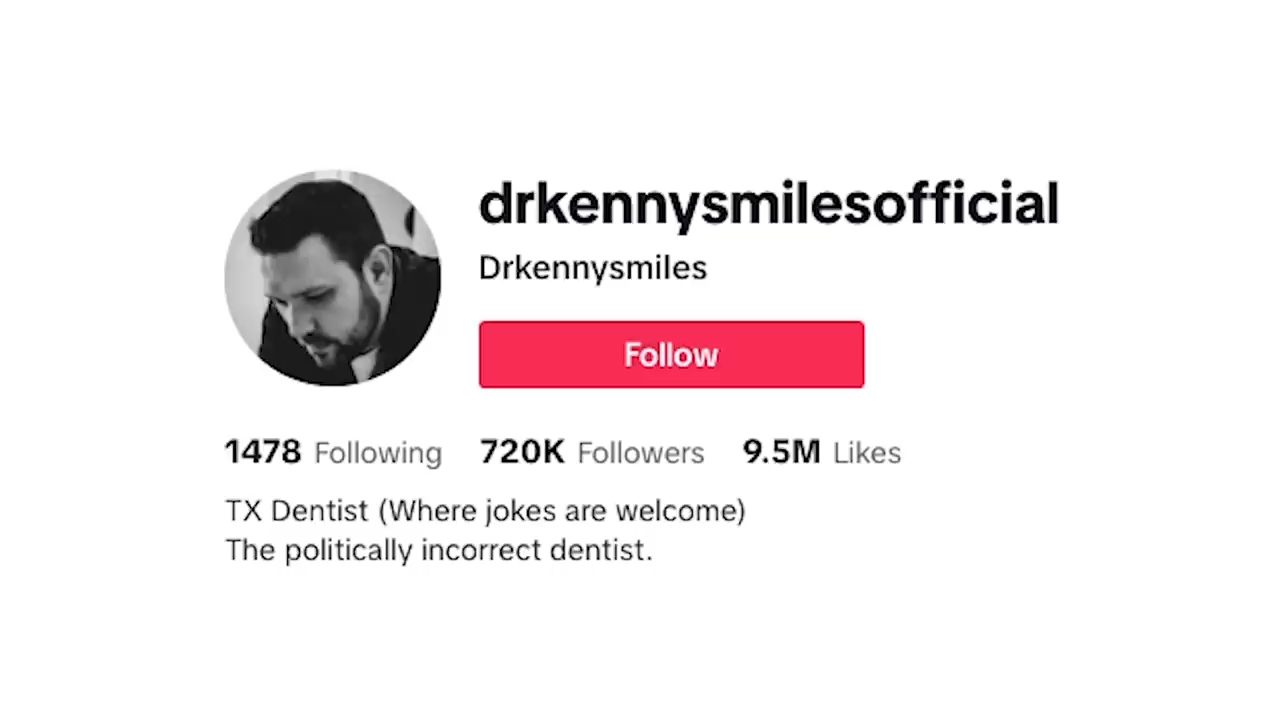 drkennysmilesofficial
Drkennysmiles
Follow
1478 Following 720K Followers 9.5M Likes
TX Dentist (Where jokes are welcome)
The politically incorrect dentist.